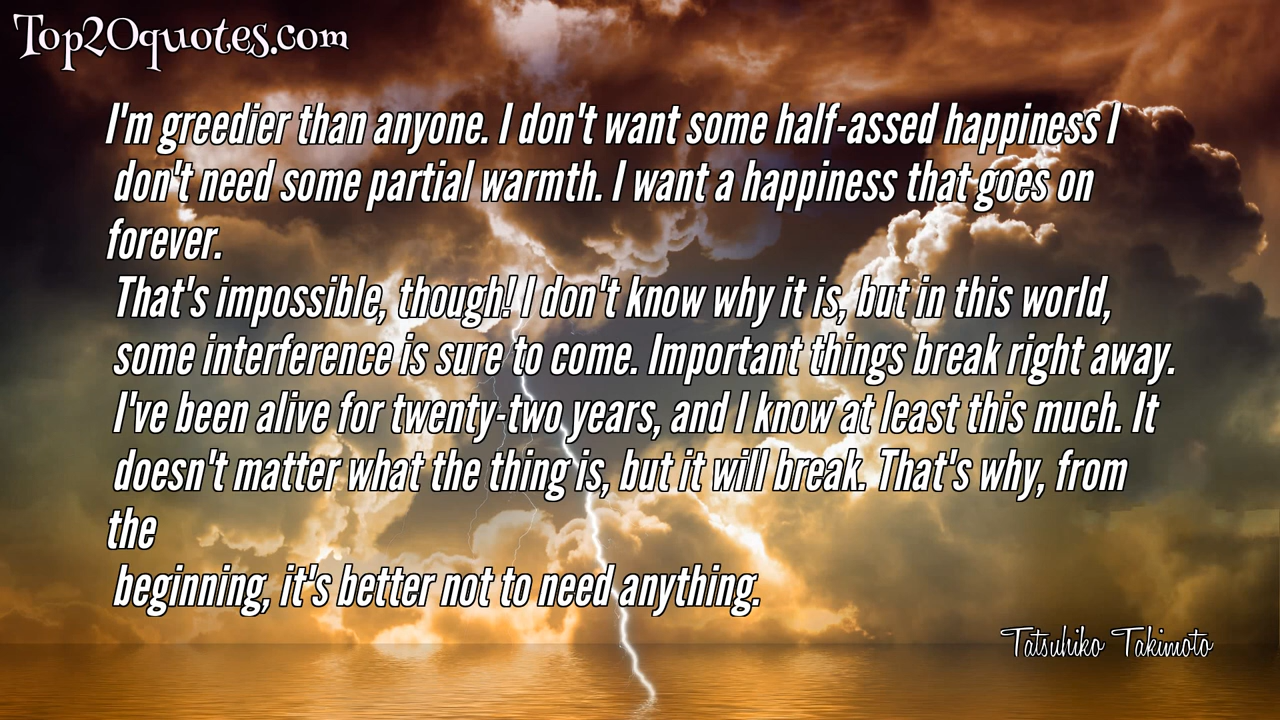 Top20quotes.com
I'm greedier than anyone. I don't want some half-assed happiness I
don't need some partial warmth. I want a happiness that goes on
forever.
That's impossible, though! I don't know why it is, but in this world,
some interference is sure to come. Important things break right away.
I've been alive for twenty-two years, and I know at least this much. It
doesn't matter what the thing is, but it will break. That's why, from
the
beginning, it's better not to need anything.
Tatsuhiko Takimoto